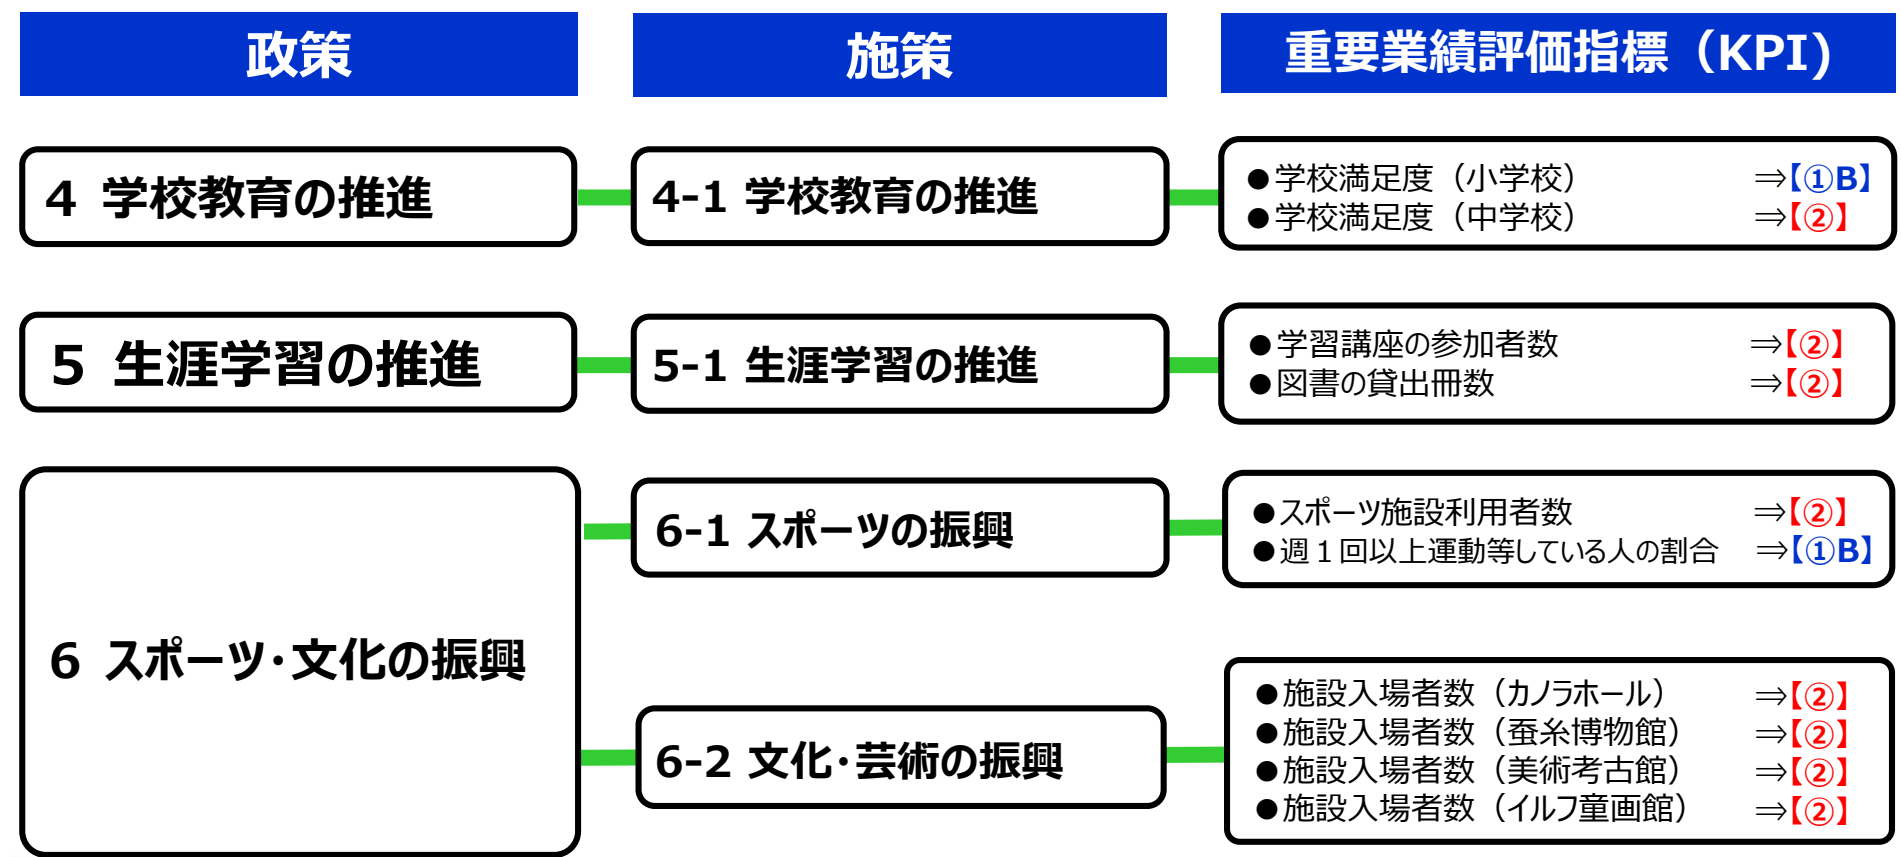 政策
施策
重要業績評価指標（KPI)
4 学校教育の推進
4-1 学校教育の推進
●学校満足度（小学校） ⇒【①B】
●学校満足度（中学校） ⇒【②】
5 生涯学習の推進
5-1 生涯学習の推進
●学習講座の参加者数 ⇒【②】
●図書の貸出冊数 ⇒【②】
6 スポーツ・文化の振興
6-1 スポーツの振興
●スポーツ施設利用者数 ⇒【②】
●週１回以上運動等している人の割合 ⇒【①B】
6-2 文化・芸術の振興
●施設入場者数（カノラホール） ⇒【②】
●施設入場者数（蚕糸博物館） ⇒【②】
●施設入場者数（美術考古館） ⇒【②】
●施設入場者数（イルフ童画館） ⇒【②】